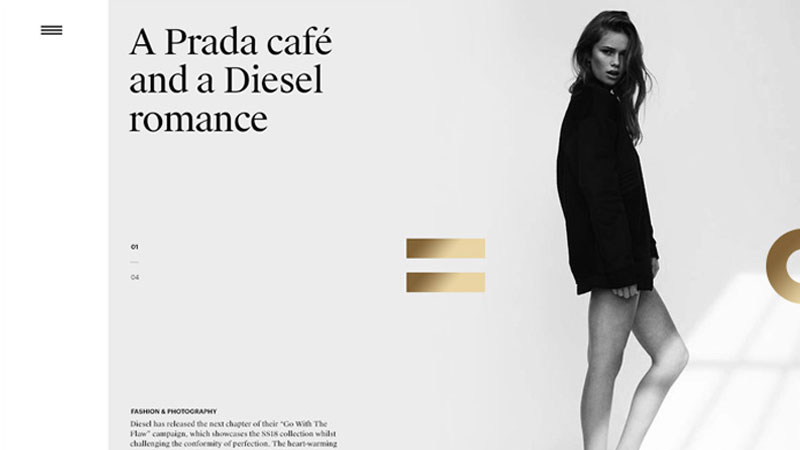 A Prada café
and a Diesel
romance
01
04
FASHION & PHOTOGRAPHY
Diesel has released the next chapter of their “Go With The
Flaw” campaign, which showcases the SS18 collection whilst
challenging the conformity of perfection. The heart-warming